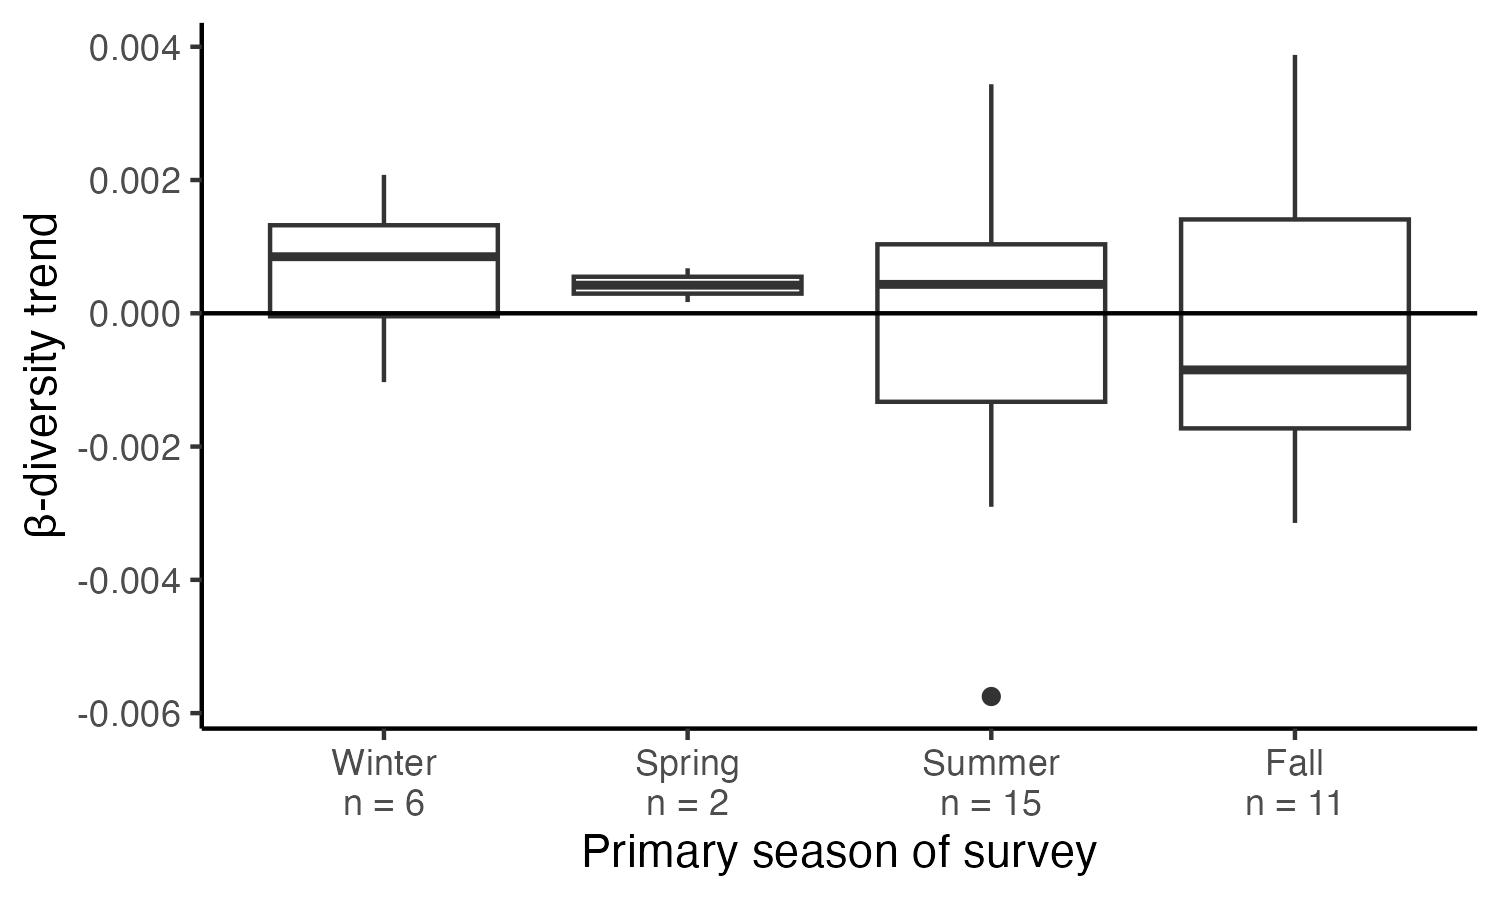 β-diversity trend
0.004
0.002
0.000
-0.002
-0.004
-0.006
Winter
n = 6
Spring
n = 2
Summer
n = 15
Fall
n = 11
Primary season of survey